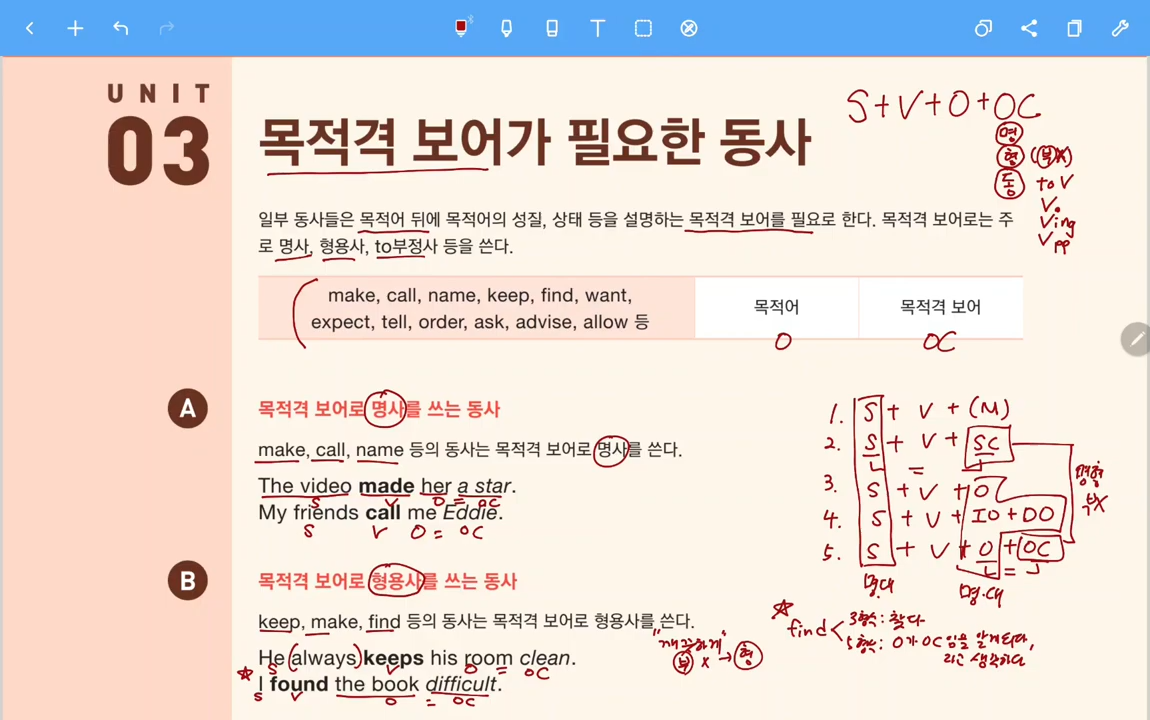 UNIT
03
목적격 보어가 필요한 동사
S+V+O+OC
명
형 (부X)
동 to V
V.
Ving
Vpp
일부 동사들은 목적어 뒤에 목적어의 성질, 상태 등을 설명하는 목적격 보어를 필요로 한다. 목적격 보어로는 주
로 명사, 형용사, to부정사 등을 쓴다.
make, call, name, keep, find, want,
expect, tell, order, ask, advise, allow 등
목적어
목적격 보어
O
OC
A
목적격 보어로 명사를 쓰는 동사
make, call, name 등의 동사는 목적격 보어로 명사를 쓴다.
The video made her a star.
S V O = OC
My friends call me Eddie.
S V O = OC
1. S + V + (M)
2. S + V + SC
=
3. S + V + O
4. S + V + IO + DO
5. S + V + O + OC
=
명형
부X
명대
명.대
B
목적격 보어로 형용사를 쓰는 동사
keep, make, find 등의 동사는 목적격 보어로 형용사를 쓴다.
"깨끗하게"
부 X → 형
He (always) keeps his room clean.
S V O = OC
I found the book difficult.
S V O = OC
find
3형식: 찾다
5형식: O가 OC임을 알게되다,
라고 생각하다